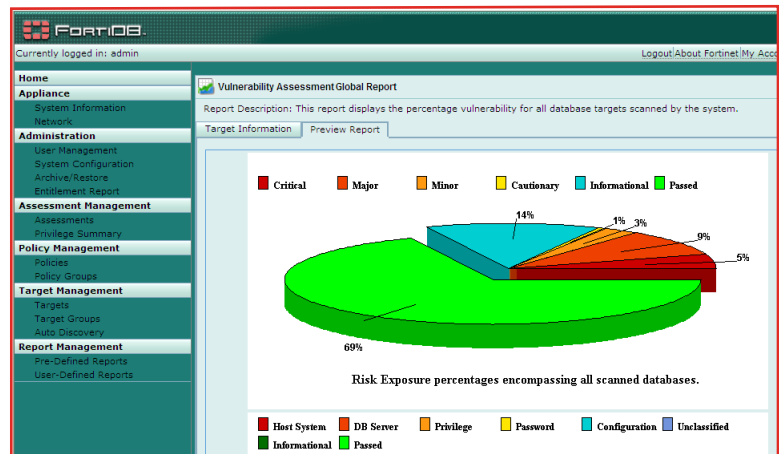 FORTIDB.
Currently logged in: admin
Logout|About Fortinet|My
Home
Appliance
System Information
Network
Administration
User Management
System Configuration
Archive/Restore
Entitlement Report
Assessment Management
Assessments
Privilege Summary
Policy Management
Policies
Policy Groups
Target Management
Targets
Target Groups
Auto Discovery
Report Management
Pre-Defined Reports
User-Defined Reports
Vulnerability Assessment Global Report
Report Description: This report displays the percentage vulnerability for all database targets scanned by the system.
Target Information Preview Report
Critical Major Minor Cautionary Informational Passed
14%
1%
3%
9%
5%
69%
Risk Exposure percentages encompassing all scanned databases.
Host System DB Server Privilege Password Configuration Unclassified
Informational Passed